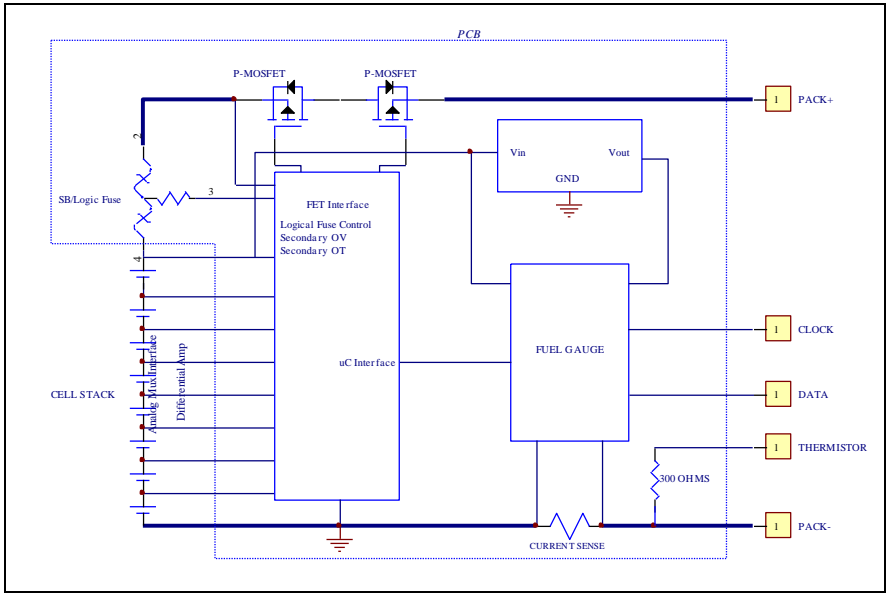 PCB
P-MOSFET
P-MOSFET
1
PACK+
2
Vin
Vout
GND
SB/Logic Fuse
3
FET Interface
Logical Fuse Control
Secondary OV
Secondary OT
4
1
CLOCK
FUEL GAUGE
uC Interface
Analog Mux Interface
Differential Amp
CELL STACK
1
DATA
1
THERMISTOR
300 OHMS
1
PACK-
CURRENT SENSE